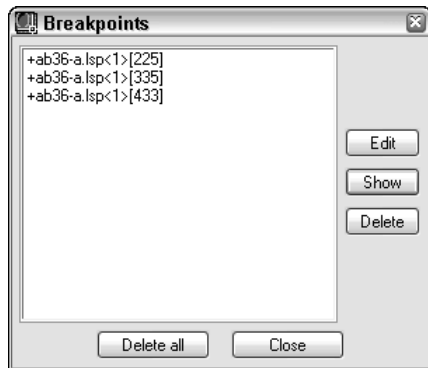 Breakpoints
+ab36-a.lsp<1>[225]
+ab36-a.lsp<1>[335]
+ab36-a.lsp<1>[433]
Edit
Show
Delete
Delete all
Close